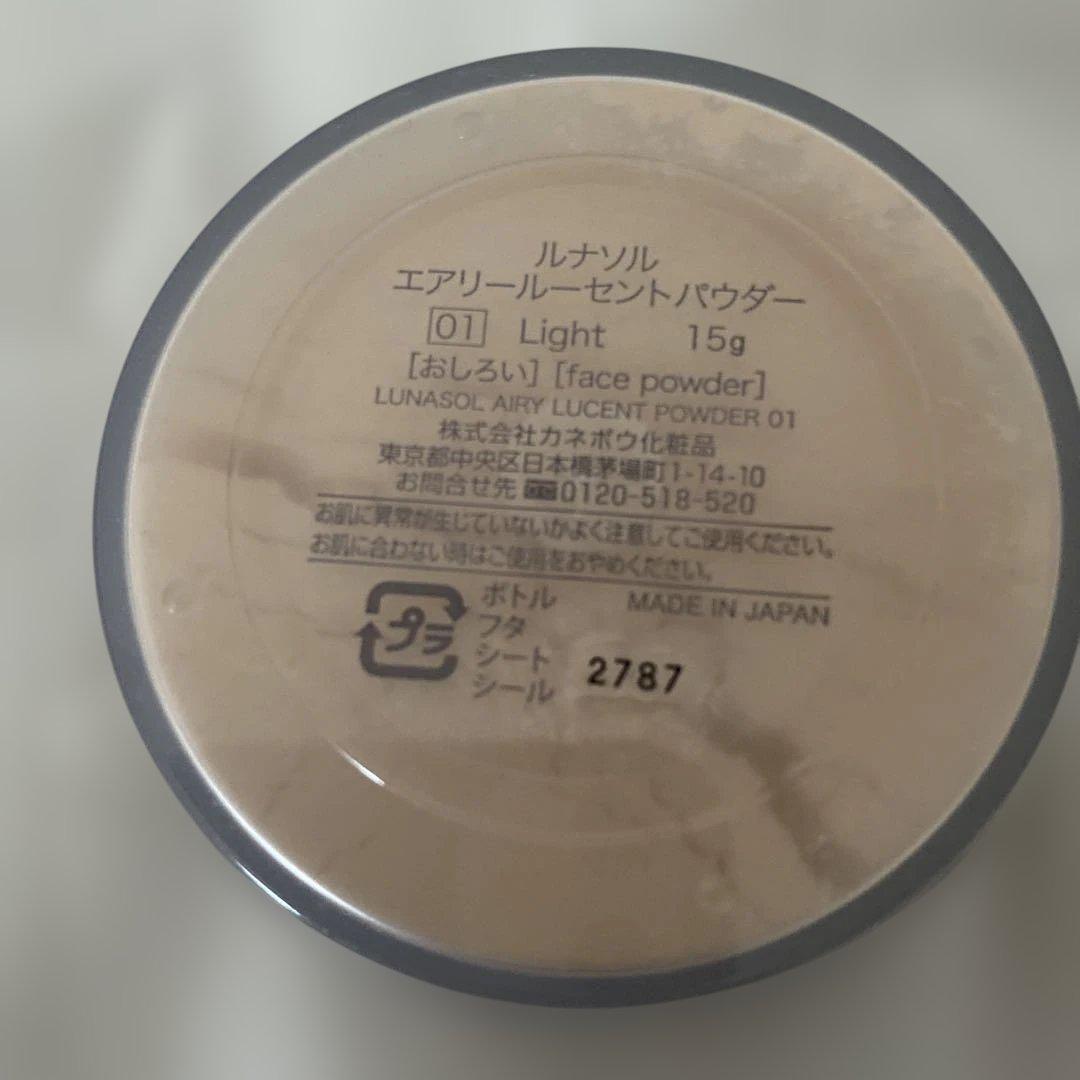 ルナソル
エアリールーセントパウダー
01 Light 15g
[おしろい] [face powder]
LUNASOL AIRY LUCENT POWDER 01
株式会社カネボウ化粧品
東京都中央区日本橋茅場町1-14-10
お問合せ先 0120-518-520
お肌に異常が生じていないかよく注意してご使用ください。
お肌に合わない時はご使用をおやめください。
プラ
ボトル
フタ
シート
シール
MADE IN JAPAN
2787